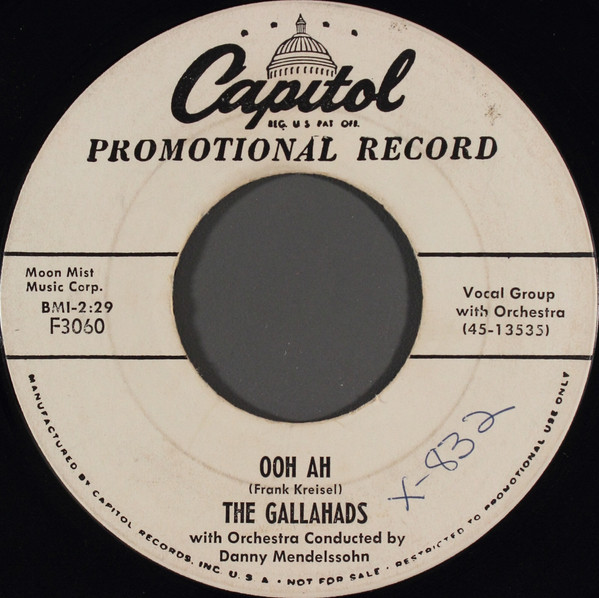 Capitol
REG. U S PAT OFF.
PROMOTIONAL RECORD
Moon Mist
Music Corp.
BMI-2:29
F3060
Vocal Group
with Orchestra
(45-13535)
OOH AH
(Frank Kreisel)
THE GALLAHADS
with Orchestra Conducted by
Danny Mendelssohn
X-832
MANUFACTURED BY CAPITOL RECORDS, INC. U. S. A. • NOT FOR SALE - RESTRICTED TO PROMOTIONAL USE ONLY